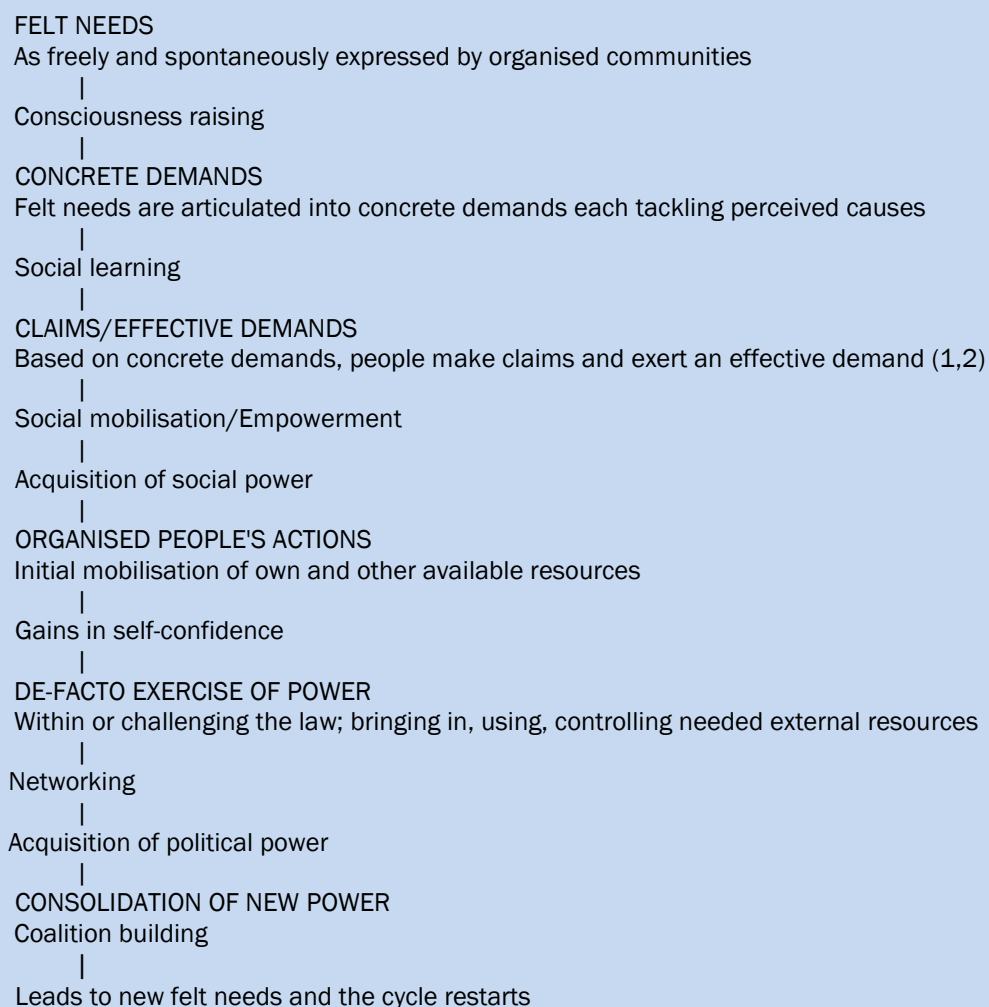 FELT NEEDS
As freely and spontaneously expressed by organised communities
|
Consciousness raising
|
CONCRETE DEMANDS
Felt needs are articulated into concrete demands each tackling perceived causes
|
Social learning
|
CLAIMS/EFFECTIVE DEMANDS
Based on concrete demands, people make claims and exert an effective demand (1,2)
|
Social mobilisation/Empowerment
|
Acquisition of social power
|
ORGANISED PEOPLE'S ACTIONS
Initial mobilisation of own and other available resources
|
Gains in self-confidence
|
DE-FACTO EXERCISE OF POWER
Within or challenging the law; bringing in, using, controlling needed external resources
|
Networking
|
Acquisition of political power
|
CONSOLIDATION OF NEW POWER
Coalition building
|
Leads to new felt needs and the cycle restarts